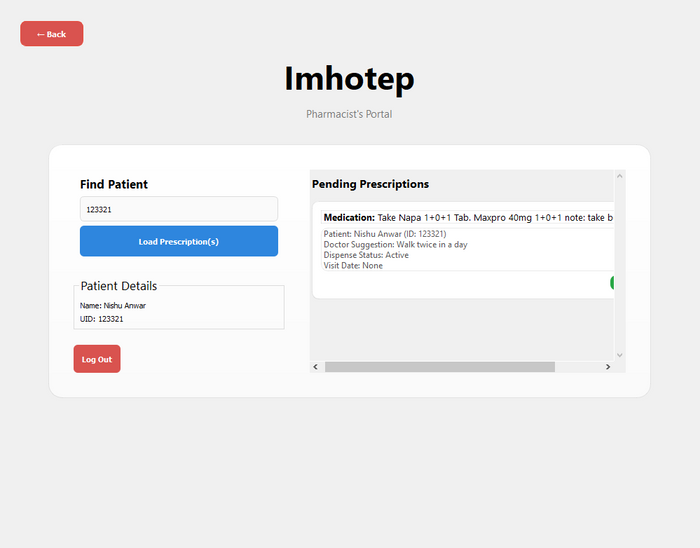 ← Back
Imhotep
Pharmacist's Portal
Find Patient
123321
Load Prescription(s)
Patient Details
Name: Nishu Anwar
UID: 123321
Log Out
Pending Prescriptions
Medication: Take Napa 1+0+1 Tab. Maxpro 40mg 1+0+1 note: take b
Patient: Nishu Anwar (ID: 123321)
Doctor Suggestion: Walk twice in a day
Dispense Status: Active
Visit Date: None